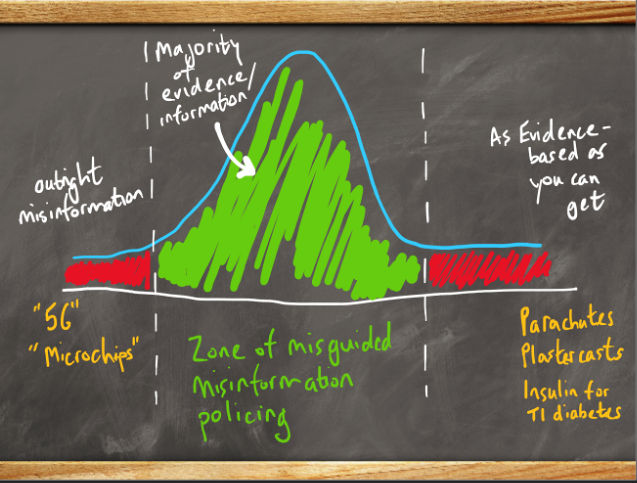 Majority
of
evidence/
information
outright
misinformation
As Evidence-
based as
you can
get
"5G"
"Microchips"
Zone of misguided
misinformation
policing
Parachutes
Plastercasts
Insulin for
T1 diabetes